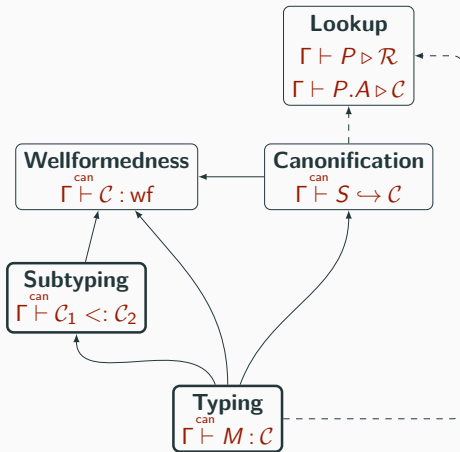 Lookup
Γ ⊢ P ▷ ℛ
Γ ⊢ P.A ▷ 𝒞
Wellformedness
can
Γ ⊢ 𝒞 : wf
Canonification
can
Γ ⊢ S ↪ 𝒞
Subtyping
can
Γ ⊢ 𝒞₁ <: 𝒞₂
Typing
can
Γ ⊢ M : 𝒞